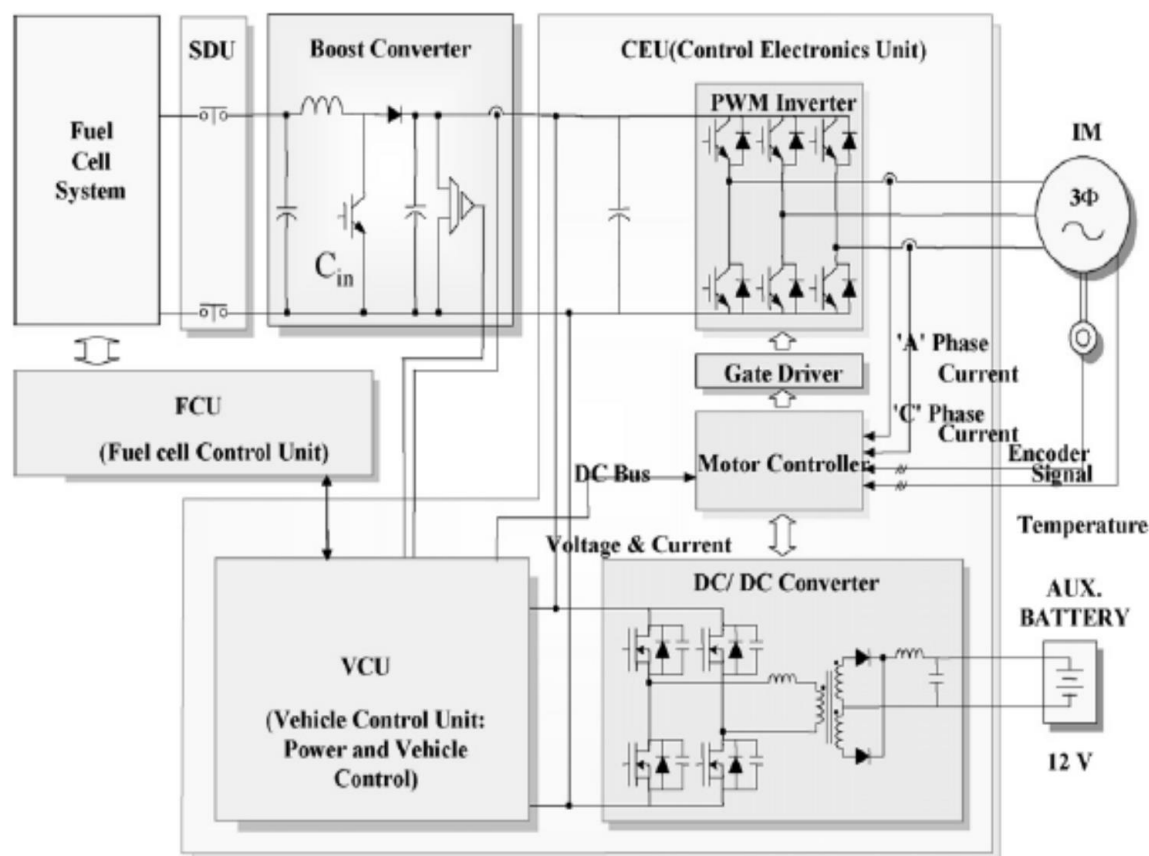 SDU
Boost Converter
CEU(Control Electronics Unit)
PWM Inverter
Fuel
Cell
System
IM
3Φ
C_in
'A' Phase
Current
Gate Driver
FCU
(Fuel cell Control Unit)
'C' Phase
Current
Motor Controller
Encoder
Signal
DC Bus
Temperature
Voltage & Current
DC/ DC Converter
AUX.
BATTERY
VCU
(Vehicle Control Unit:
Power and Vehicle
Control)
12 V